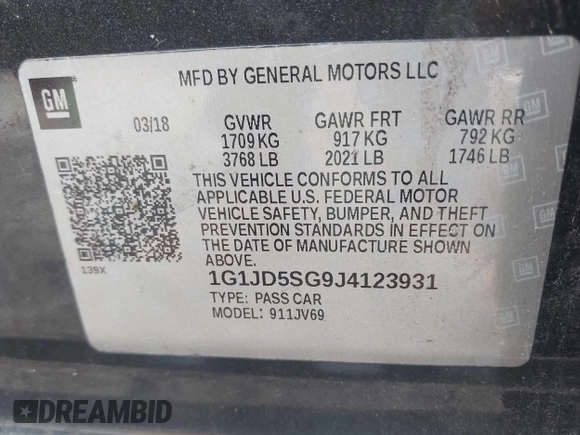 MFD BY GENERAL MOTORS LLC
GM
03/18 GVWR GAWR FRT GAWR RR
1709 KG 917 KG 792 KG
3768 LB 2021 LB 1746 LB
THIS VEHICLE CONFORMS TO ALL
APPLICABLE U.S. FEDERAL MOTOR
VEHICLE SAFETY, BUMPER, AND THEFT
PREVENTION STANDARDS IN EFFECT ON
THE DATE OF MANUFACTURE SHOWN
ABOVE.
139X
1G1JD5SG9J4123931
TYPE: PASS CAR
MODEL: 911JV69
DREAMBID